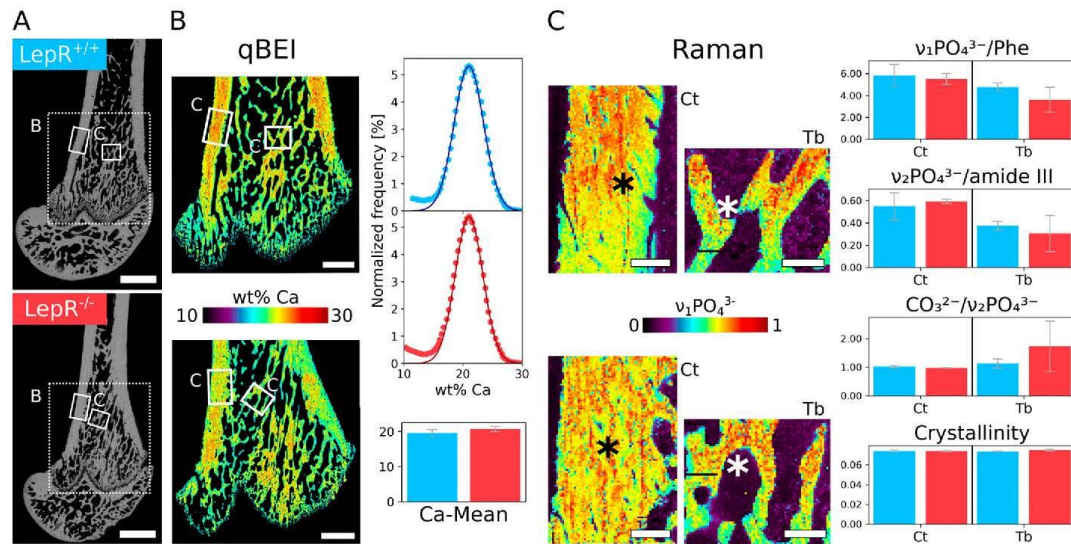 A
LepR+/+
B
C
LepR-/-
B
C
B
qBEI
C
C
wt% Ca
10
30
C
C
Normalized frequency [%]
5
4
3
2
1
0
5
4
3
2
1
0
10
20
30
wt% Ca
20
10
0
Ca-Mean
C
Raman
Ct
*
Tb
*
ν₁PO₄³⁻
0
1
Ct
*
Tb
*
ν₁PO₄³⁻/Phe
6.00
4.00
2.00
0.00
Ct
Tb
ν₂PO₄³⁻/amide III
0.60
0.40
0.20
0.00
Ct
Tb
CO₃²⁻/ν₂PO₄³⁻
2.00
1.00
0.00
Ct
Tb
Crystallinity
0.06
0.04
0.02
0.00
Ct
Tb